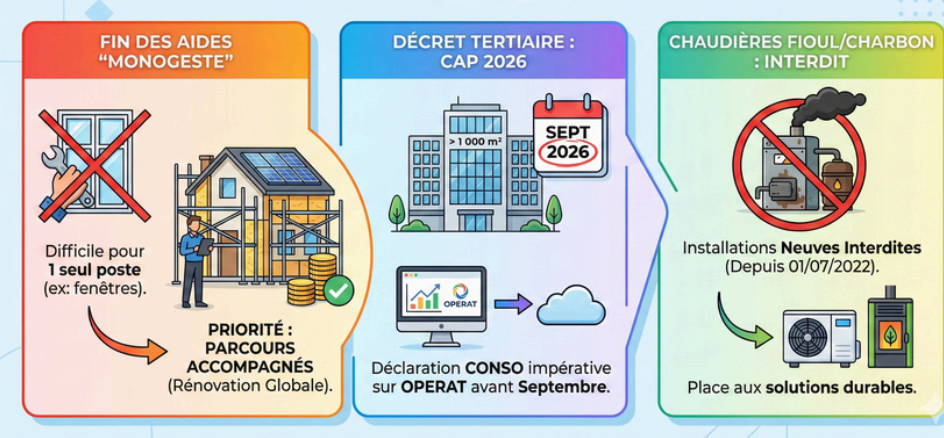 FIN DES AIDES
“MONOGESTE”
Difficile pour
1 seul poste
(ex: fenêtres).
PRIORITÉ :
PARCOURS
ACCOMPAGNÉS
(Rénovation Globale).
DÉCRET TERTIAIRE :
CAP 2026
> 1 000 m²
SEPT
2026
OPERAT
Déclaration CONSO impérative
sur OPERAT avant Septembre.
CHAUDIÈRES FIOUL/CHARBON
: INTERDIT
Installations Neuves Interdites
(Depuis 01/07/2022).
Place aux solutions durables.